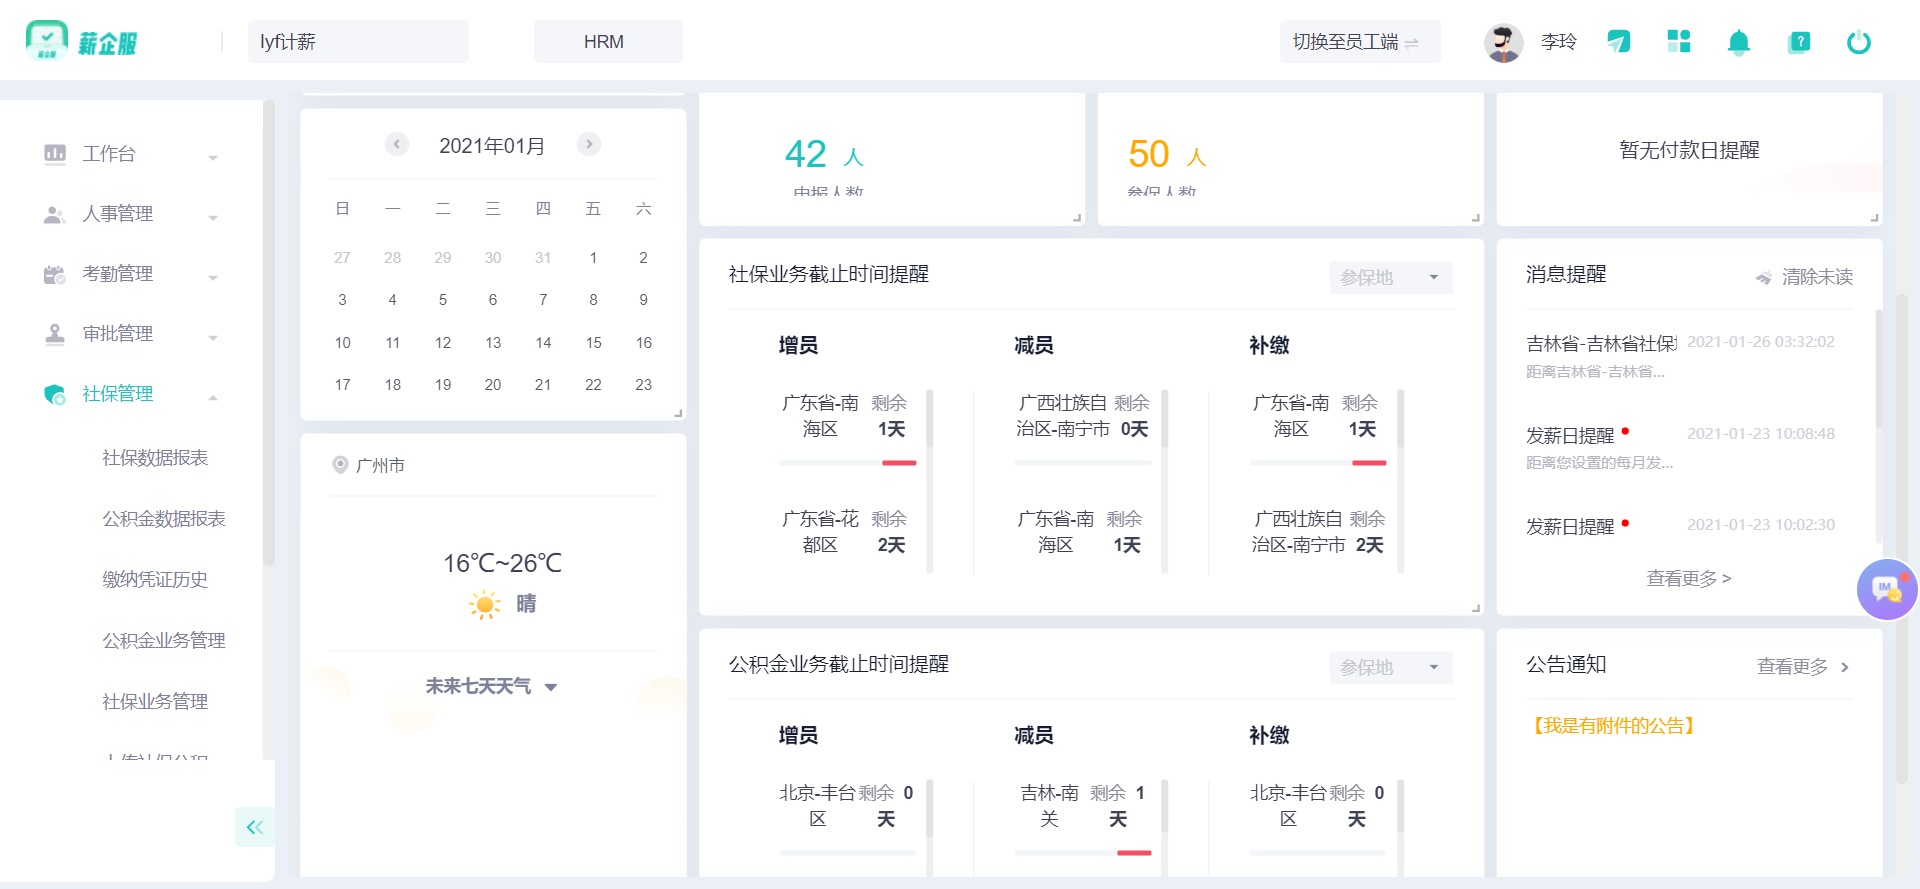 薪企服
薪企服
lyf计薪
HRM
切换至员工端
李玲
工作台
人事管理
考勤管理
审批管理
社保管理
社保数据报表
公积金数据报表
缴纳凭证历史
公积金业务管理
社保业务管理
上传社保公积
2021年01月
日 一 二 三 四 五 六
27 28 29 30 31 1 2
3 4 5 6 7 8 9
10 11 12 13 14 15 16
17 18 19 20 21 22 23
广州市
16℃~26℃
晴
未来七天天气
42 人
申报人数
50 人
参保人数
暂无付款日提醒
社保业务截止时间提醒
参保地
增员
广东省-南 剩余
海区 1天
广东省-花 剩余
都区 2天
减员
广西壮族自 剩余
治区-南宁市 0天
广东省-南 剩余
海区 1天
补缴
广东省-南 剩余
海区 1天
广西壮族自 剩余
治区-南宁市 2天
消息提醒
清除未读
吉林省-吉林省社保 2021-01-26 03:32:02
距离吉林省-吉林省...
发薪日提醒 2021-01-23 10:08:48
距离您设置的每月发...
发薪日提醒 2021-01-23 10:02:30
查看更多 >
IM
公积金业务截止时间提醒
参保地
增员
北京-丰台 剩余 0
区 天
减员
吉林-南 剩余 1
关 天
补缴
北京-丰台 剩余 0
区 天
公告通知
查看更多
【我是有附件的公告】